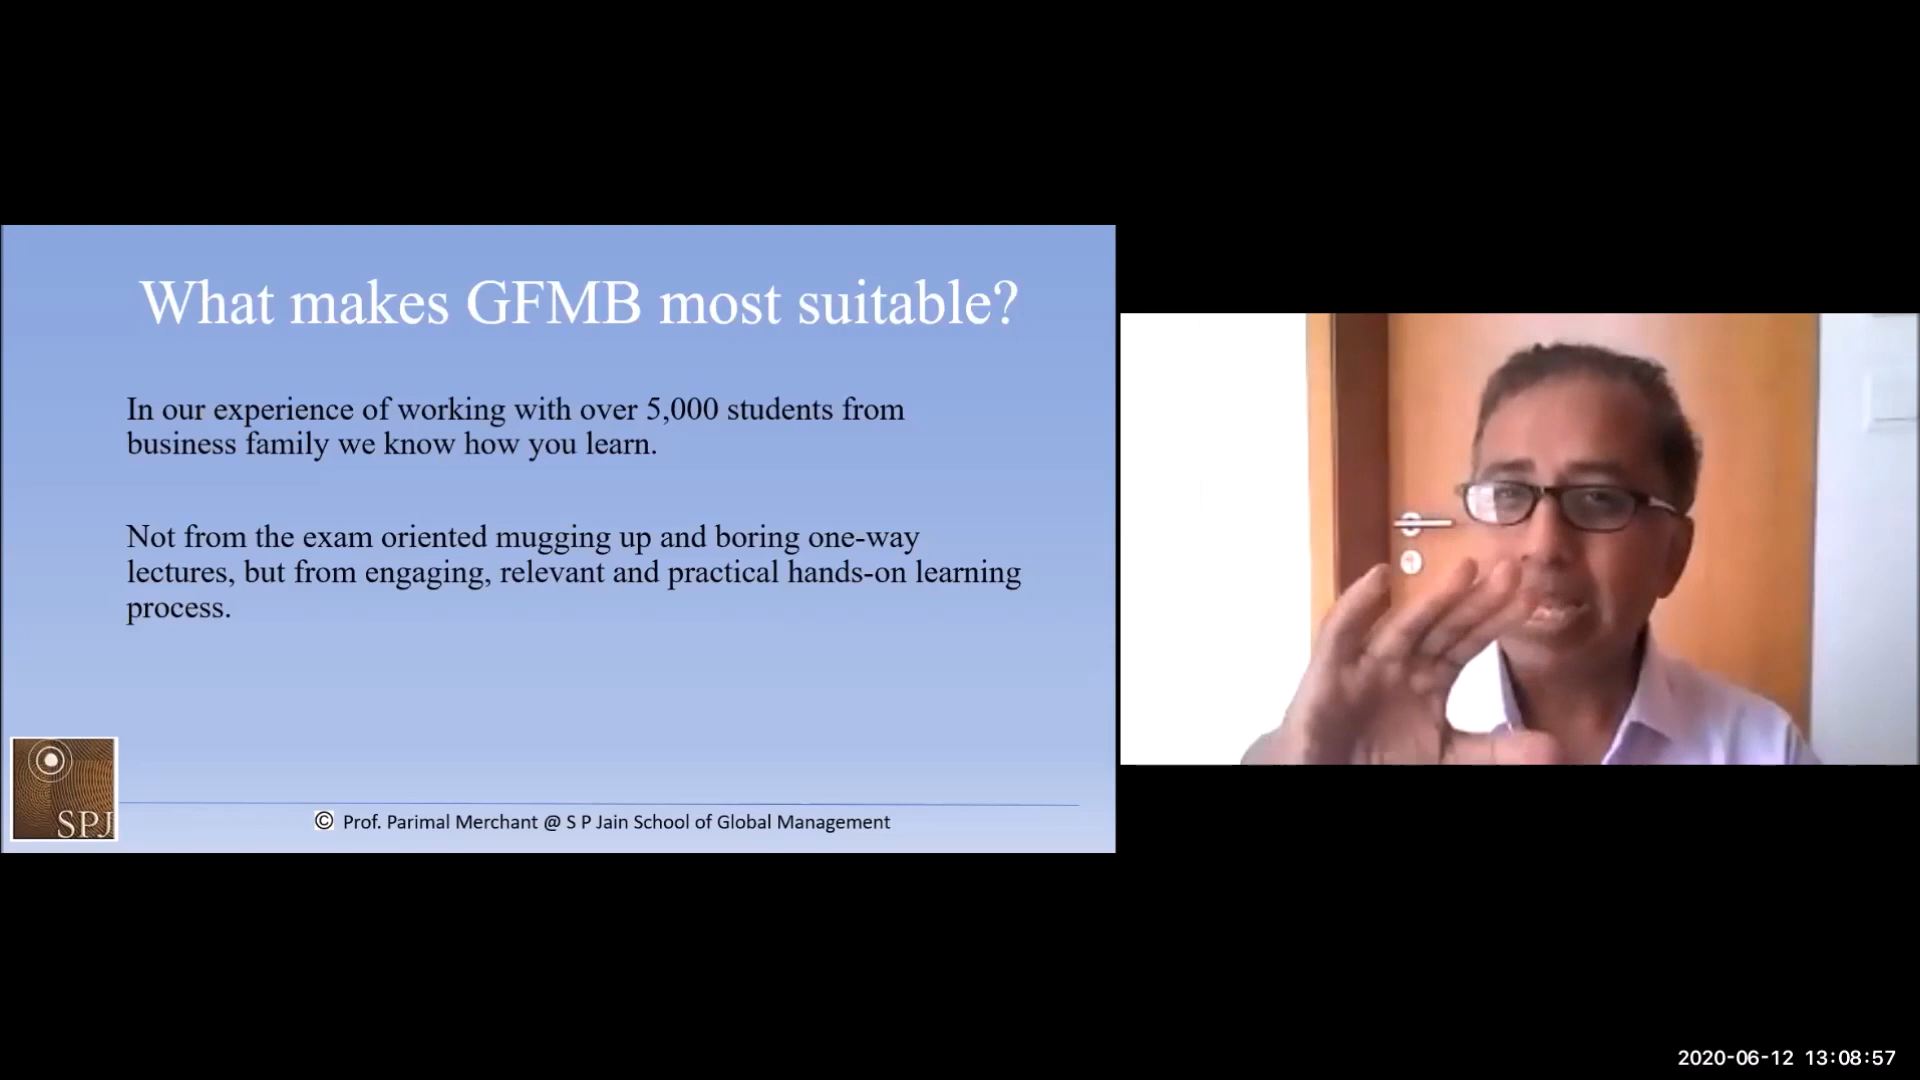 What makes GFMB most suitable?
In our experience of working with over 5,000 students from
business family we know how you learn.
Not from the exam oriented mugging up and boring one-way
lectures, but from engaging, relevant and practical hands-on learning
process.
SPJ
© Prof. Parimal Merchant @ S P Jain School of Global Management
2020-06-12 13:08:57